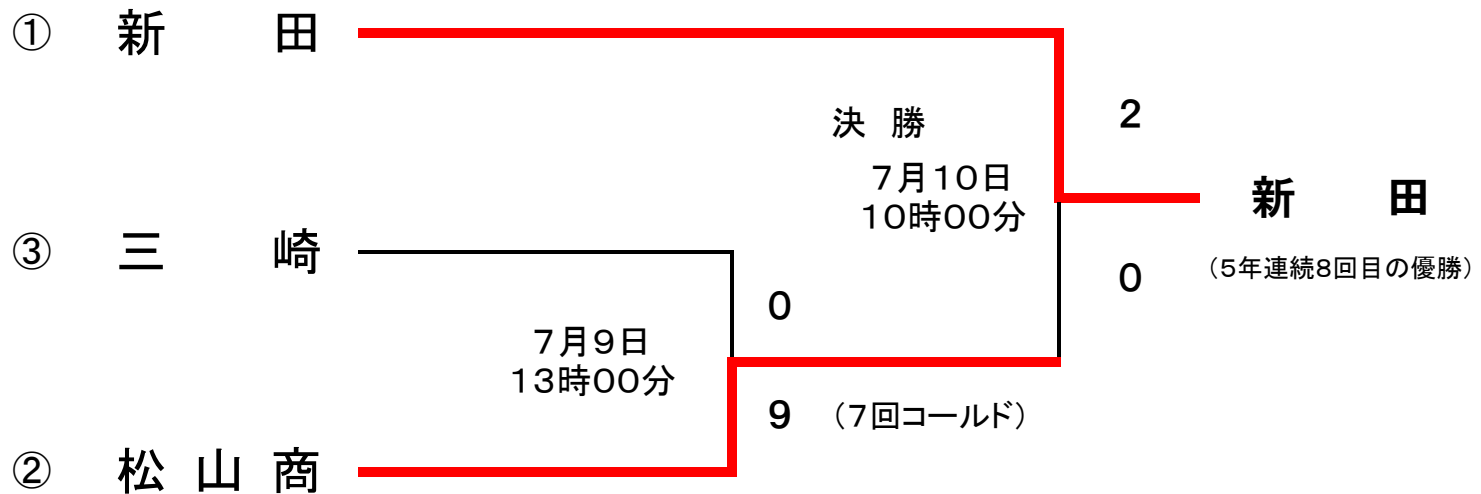 ① 新 田
決 勝
2
7月10日
10時00分
新 田
③ 三 崎
0
(5年連続8回目の優勝)
0
7月9日
13時00分
9 (7回コールド)
② 松 山 商